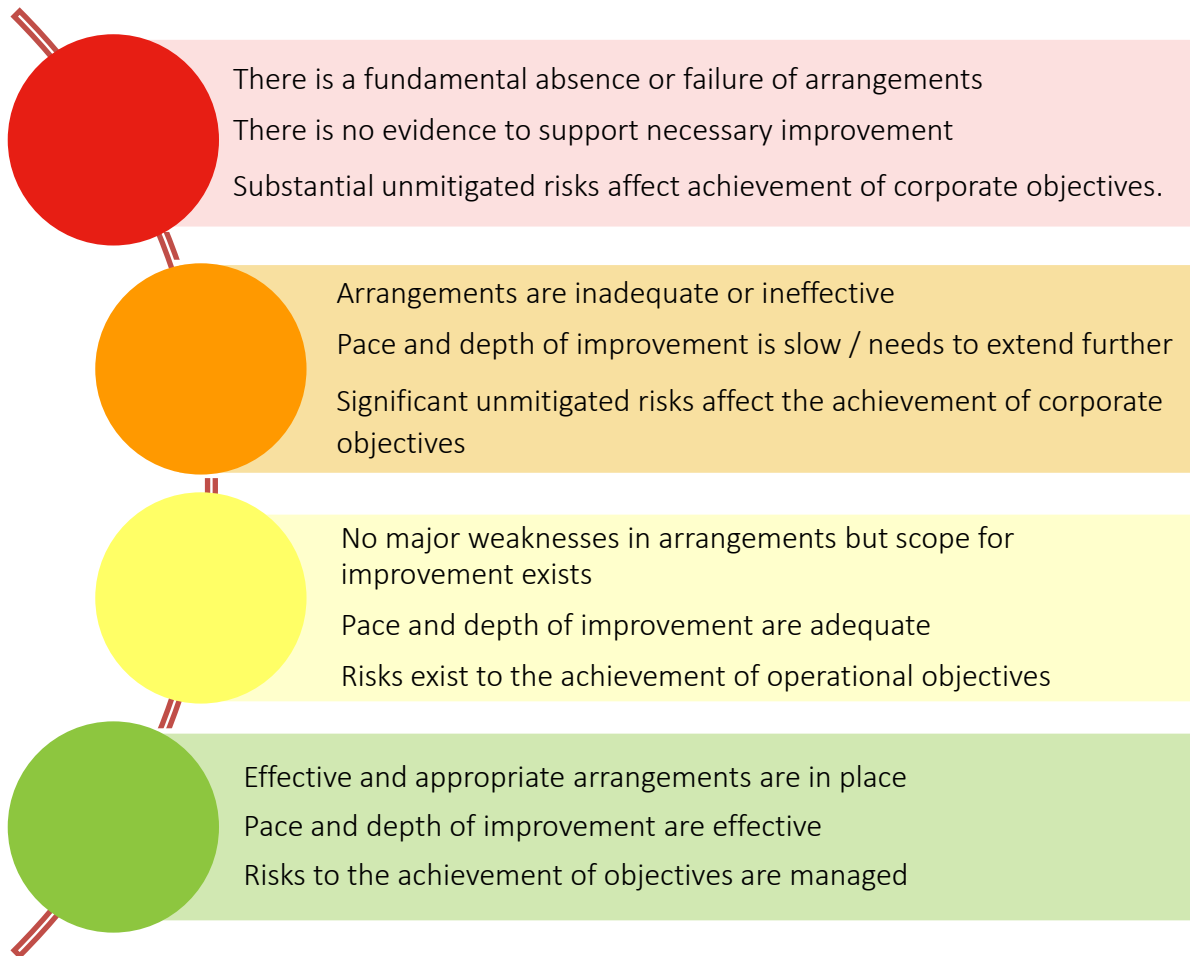 There is a fundamental absence or failure of arrangements
There is no evidence to support necessary improvement
Substantial unmitigated risks affect achievement of corporate objectives.
Arrangements are inadequate or ineffective
Pace and depth of improvement is slow / needs to extend further
Significant unmitigated risks affect the achievement of corporate
objectives
No major weaknesses in arrangements but scope for
improvement exists
Pace and depth of improvement are adequate
Risks exist to the achievement of operational objectives
Effective and appropriate arrangements are in place
Pace and depth of improvement are effective
Risks to the achievement of objectives are managed